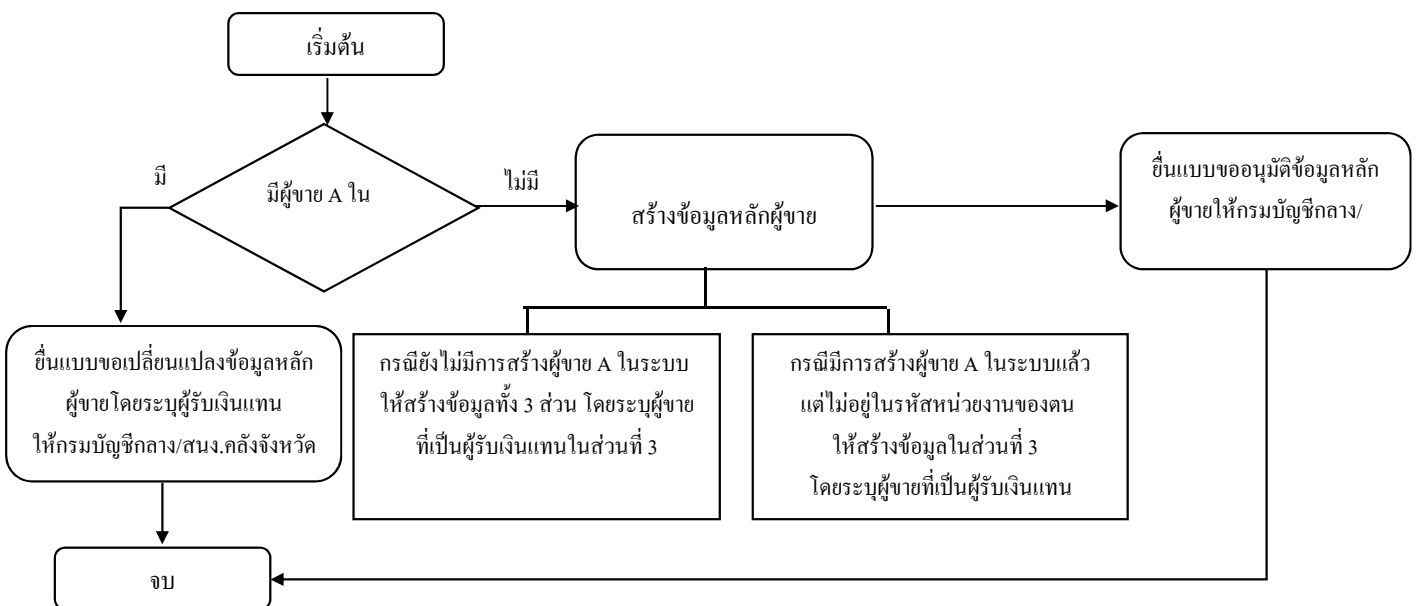 เริ่มต้น
มี
มีผู้ขาย A ใน
ไม่มี
สร้างข้อมูลหลักผู้ขาย
ยื่นแบบขออนุมัติข้อมูลหลัก
ผู้ขายให้กรมบัญชีกลาง/
ยื่นแบบขอเปลี่ยนแปลงข้อมูลหลัก
ผู้ขายโดยระบุผู้รับเงินแทน
ให้กรมบัญชีกลาง/สนง.คลังจังหวัด
กรณียังไม่มีการสร้างผู้ขาย A ในระบบ
ให้สร้างข้อมูลทั้ง 3 ส่วน โดยระบุผู้ขาย
ที่เป็นผู้รับเงินแทนในส่วนที่ 3
กรณีมีการสร้างผู้ขาย A ในระบบแล้ว
แต่ไม่อยู่ในรหัสหน่วยงานของตน
ให้สร้างข้อมูลในส่วนที่ 3
โดยระบุผู้ขายที่เป็นผู้รับเงินแทน
จบ